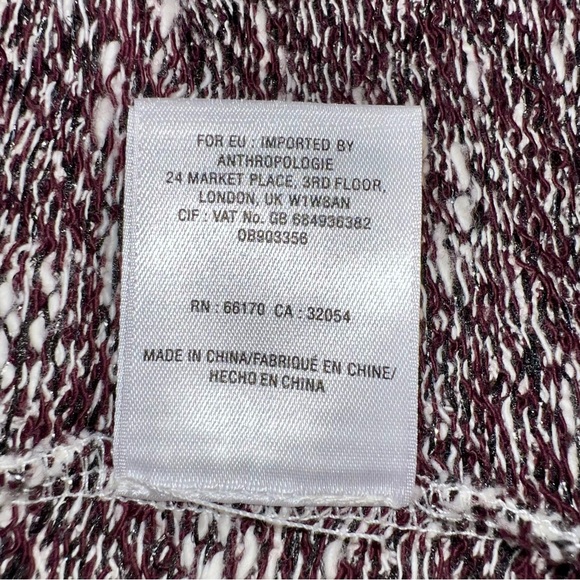 FOR EU : IMPORTED BY
ANTHROPOLOGIE
24 MARKET PLACE, 3RD FLOOR,
LONDON, UK W1W8AN
CIF : VAT No. GB 684936382
OB903356
RN : 66170 CA : 32054
MADE IN CHINA/FABRIQUÉ EN CHINE/
HECHO EN CHINA